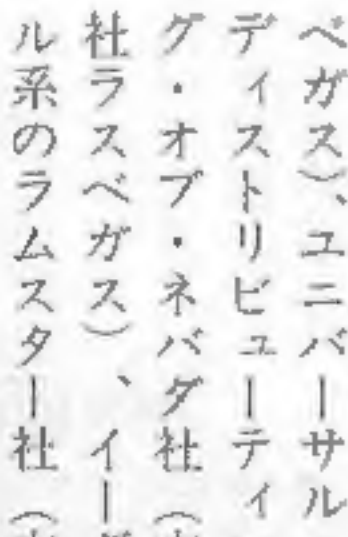 ベガス)、ユニバーサル
ディストリビューティ
グ・オブ・ネバダ社(
社ラスベガス)、イー
ル系のラムスター社(